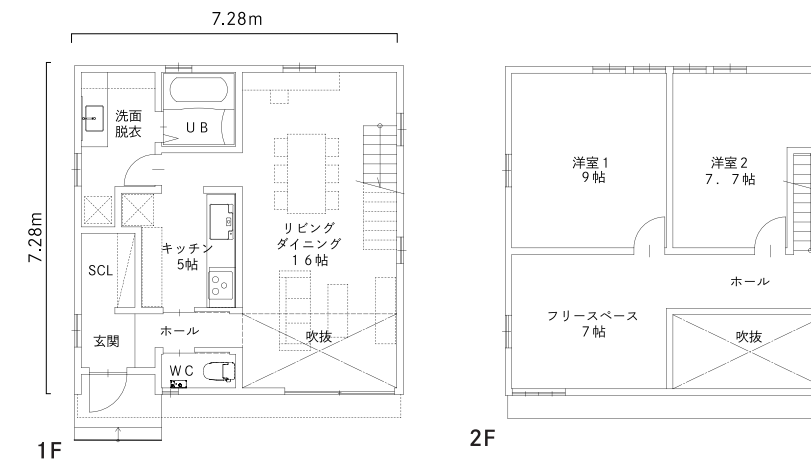 7.28m
7.28m
洗面
脱衣
UB
リビング
ダイニング
16帖
キッチン
5帖
SCL
玄関
ホール
WC
吹抜
1F
洋室1
9帖
洋室2
7.7帖
ホール
フリースペース
7帖
吹抜
2F